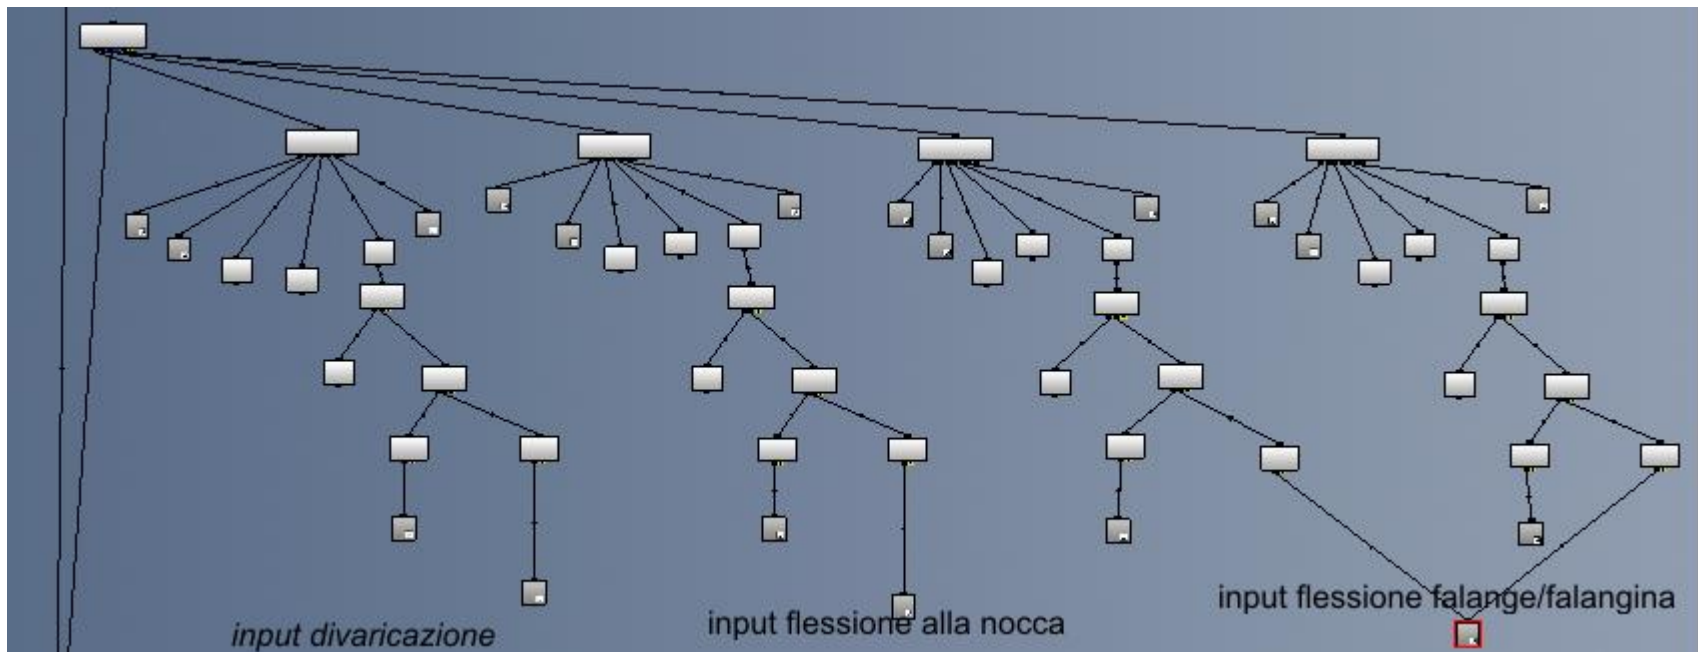 input divaricazione
input flessione alla nocca
input flessione falange/falangina